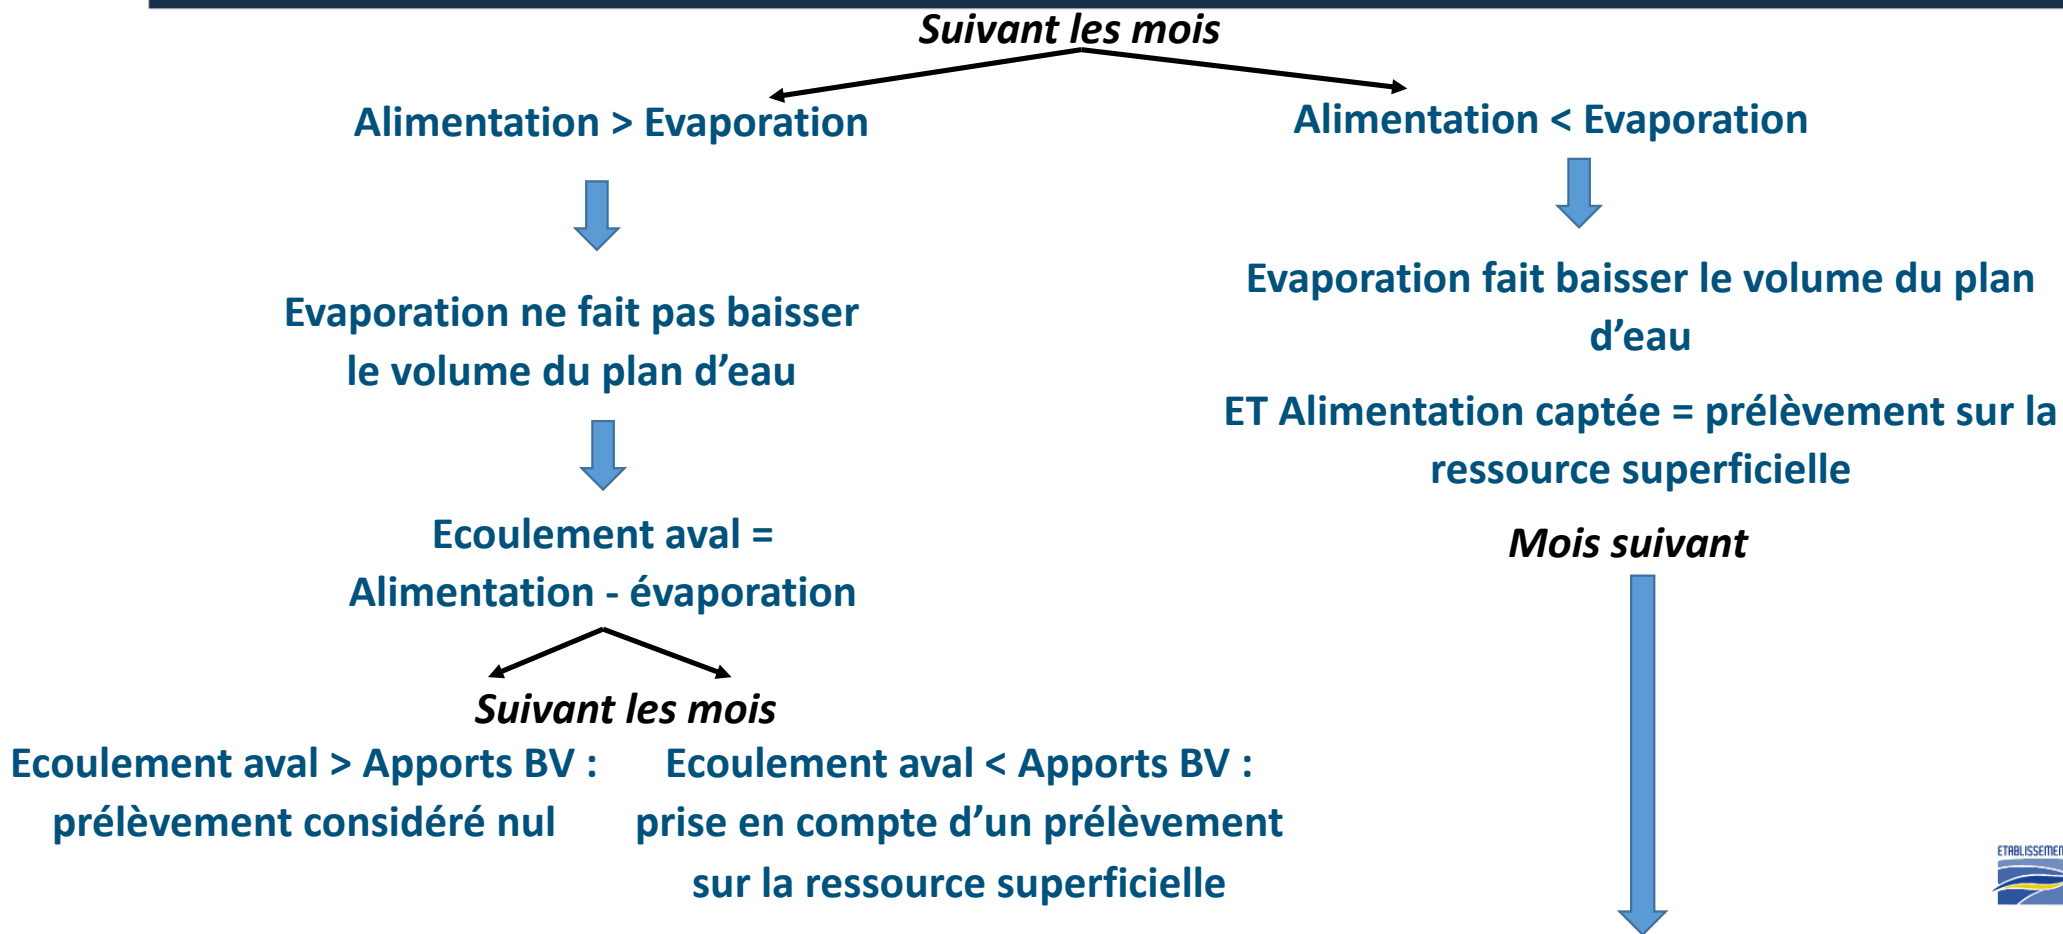 Suivant les mois
Alimentation > Evaporation
Evaporation ne fait pas baisser
le volume du plan d’eau
Ecoulement aval =
Alimentation - évaporation
Suivant les mois
Ecoulement aval > Apports BV :
prélèvement considéré nul
Ecoulement aval < Apports BV :
prise en compte d’un prélèvement
sur la ressource superficielle
Alimentation < Evaporation
Evaporation fait baisser le volume du plan
d’eau
ET Alimentation captée = prélèvement sur la
ressource superficielle
Mois suivant
ETABLISSEMEN